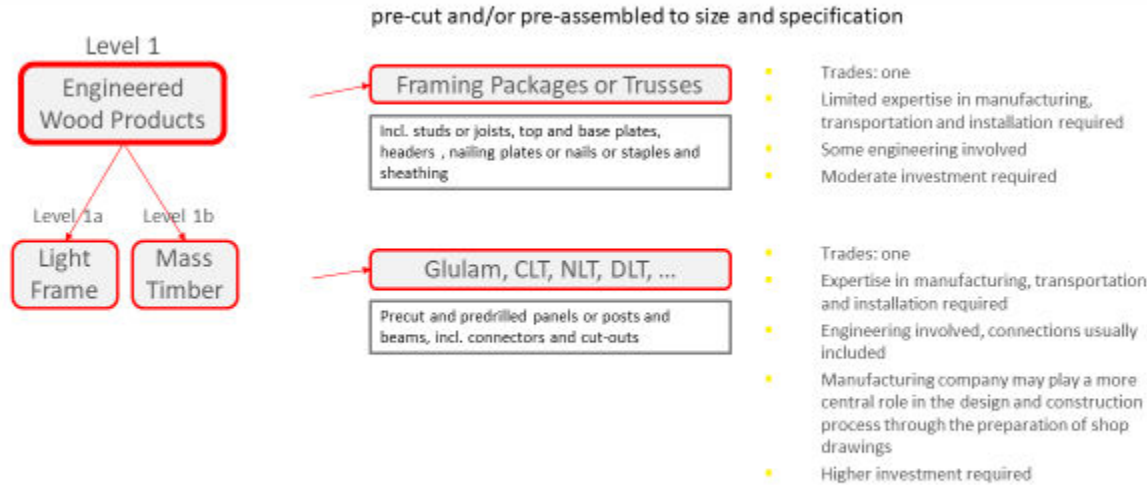 pre-cut and/or pre-assembled to size and specification
Level 1
Engineered
Wood Products
Level 1a
Level 1b
Light
Frame
Mass
Timber
Framing Packages or Trusses
Incl. studs or joists, top and base plates,
headers , nailing plates or nails or staples and
sheathing
Trades: one
Limited expertise in manufacturing,
transportation and installation required
Some engineering involved
Moderate investment required
Glulam, CLT, NLT, DLT, ...
Precut and predrilled panels or posts and
beams, incl. connectors and cut-outs
Trades: one
Expertise in manufacturing, transportation
and installation required
Engineering involved, connections usually
included
Manufacturing company may play a more
central role in the design and construction
process through the preparation of shop
drawings
Higher investment required